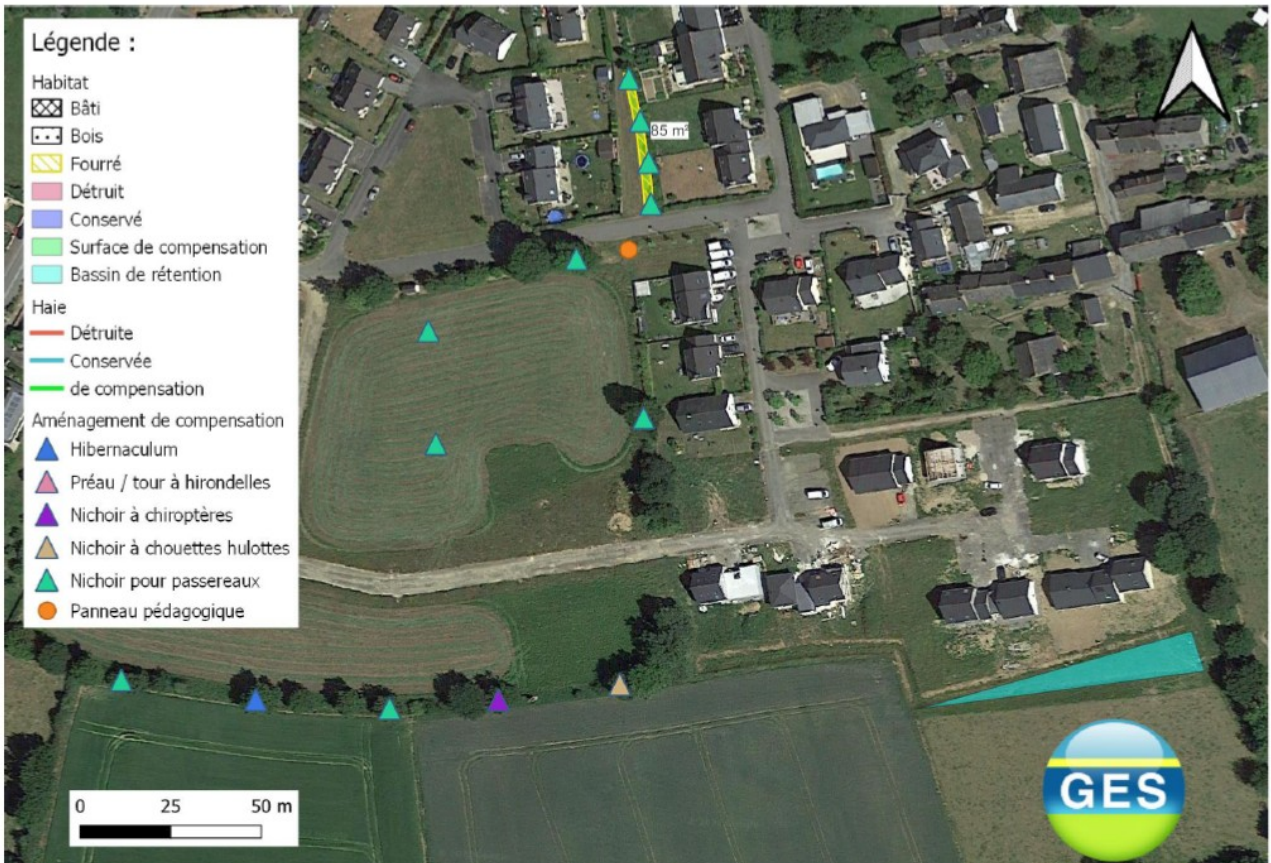 Légende :
Habitat
Bâti
Bois
Fourré
Détruit
Conservé
Surface de compensation
Bassin de rétention
Haie
Détruite
Conservée
de compensation
Aménagement de compensation
Hibernaculum
Préau / tour à hirondelles
Nichoir à chiroptères
Nichoir à chouettes hulottes
Nichoir pour passereaux
Panneau pédagogique
85 m²
0 25 50 m
GES